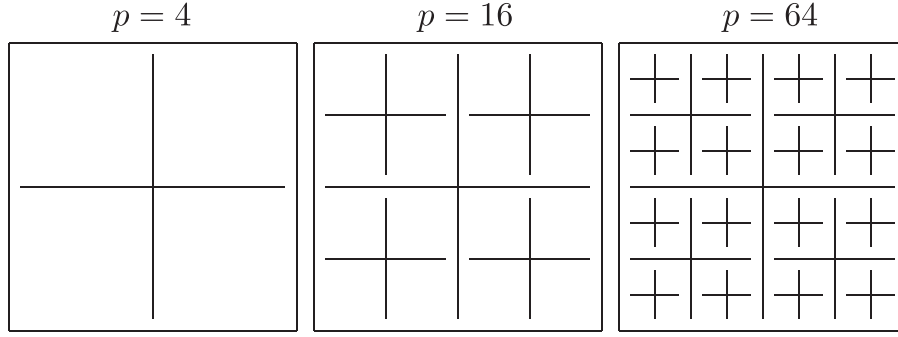 p = 4 p = 16 p = 64